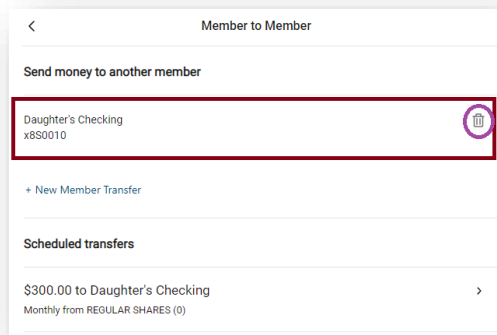 Member to Member
Send money to another member
Daughter's Checking
x8S0010
+ New Member Transfer
Scheduled transfers
$300.00 to Daughter's Checking
Monthly from REGULAR SHARES (0)